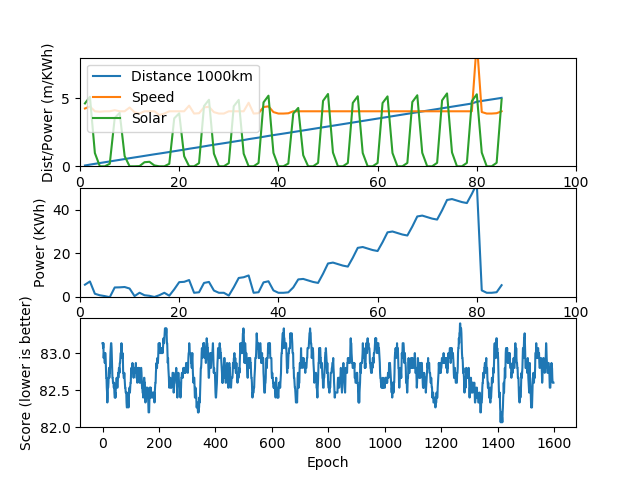 Dist/Power (m/KWh)
5
0
Distance 1000km
Speed
Solar
0 20 40 60 80 100
Power (KWh)
40
20
0
0 20 40 60 80 100
Score (lower is better)
83.0
82.5
82.0
0 200 400 600 800 1000 1200 1400 1600
Epoch